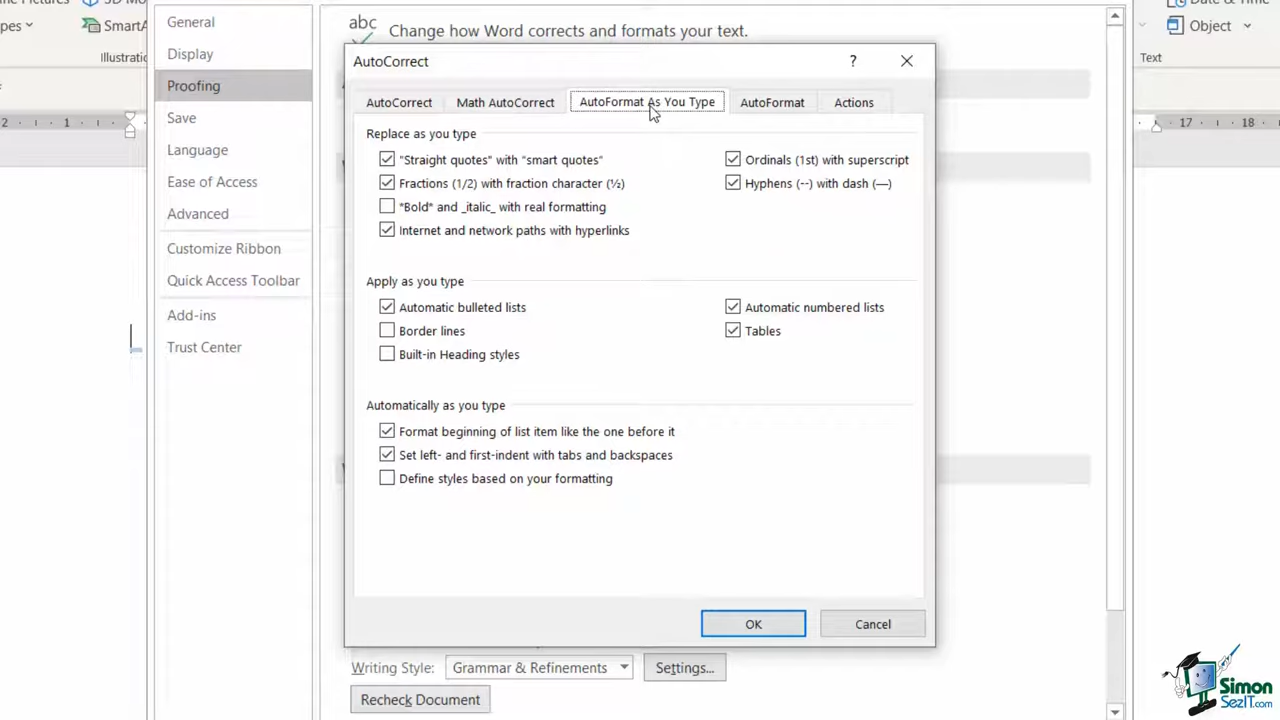 General
Display
Proofing
Save
Language
Ease of Access
Advanced
Customize Ribbon
Quick Access Toolbar
Add-ins
Trust Center
SmartA
Illustratio
2 1
abc
Change how Word corrects and formats your text.
AutoCorrect ?
AutoCorrect Math AutoCorrect AutoFormat As You Type AutoFormat Actions
Replace as you type
"Straight quotes" with “smart quotes” Ordinals (1st) with superscript
Fractions (1/2) with fraction character (½) Hyphens (--) with dash (—)
*Bold* and _italic_ with real formatting
Internet and network paths with hyperlinks
Apply as you type
Automatic bulleted lists Automatic numbered lists
Border lines Tables
Built-in Heading styles
Automatically as you type
Format beginning of list item like the one before it
Set left- and first-indent with tabs and backspaces
Define styles based on your formatting
OK Cancel
Writing Style: Grammar & Refinements Settings...
Recheck Document
Date & Time
Object
Text
17 18
Simon
SezIT.com